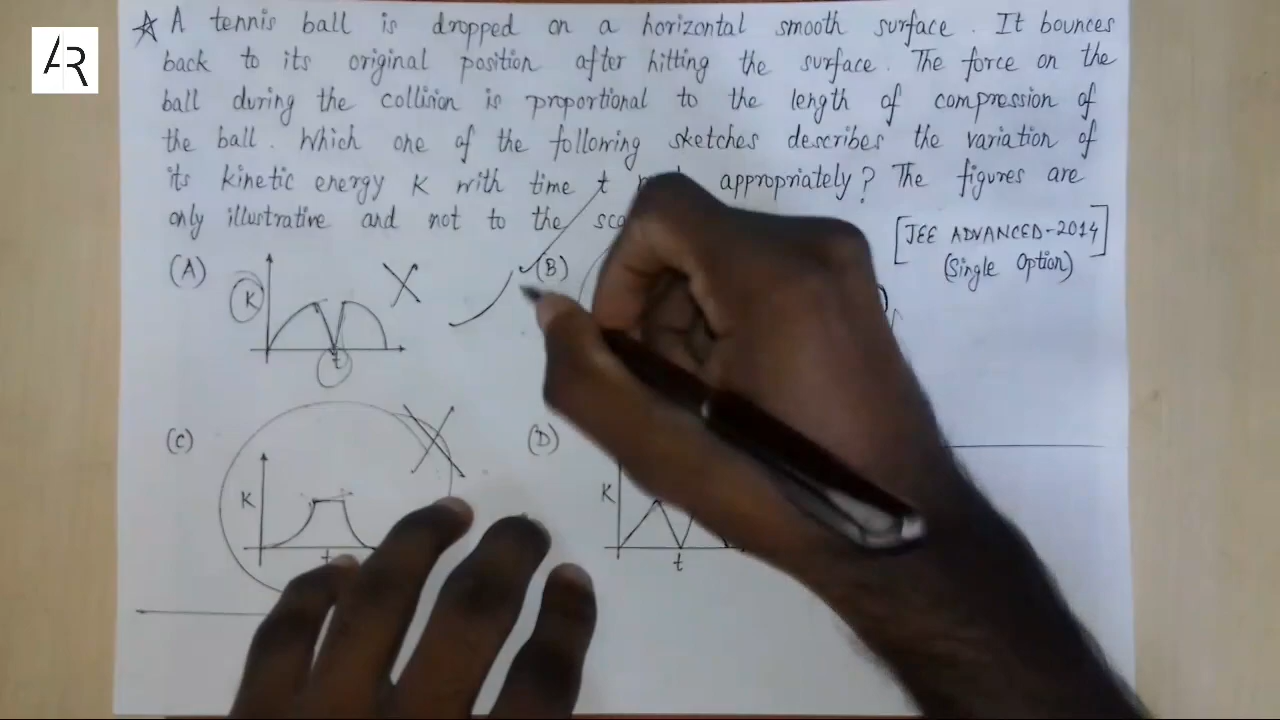 AR
A tennis ball is dropped on a horizontal smooth surface. It bounces
back to its original position after hitting the surface. The force on the
ball during the collision is proportional to the length of compression of
the ball. Which one of the following sketches describes the variation of
its kinetic energy K with time t appropriately? The figures are
only illustrative and not to the
[JEE ADVANCED-2014]
(Single Option)
(A)
K
t
(B)
(C)
K
t
(D)
K
t